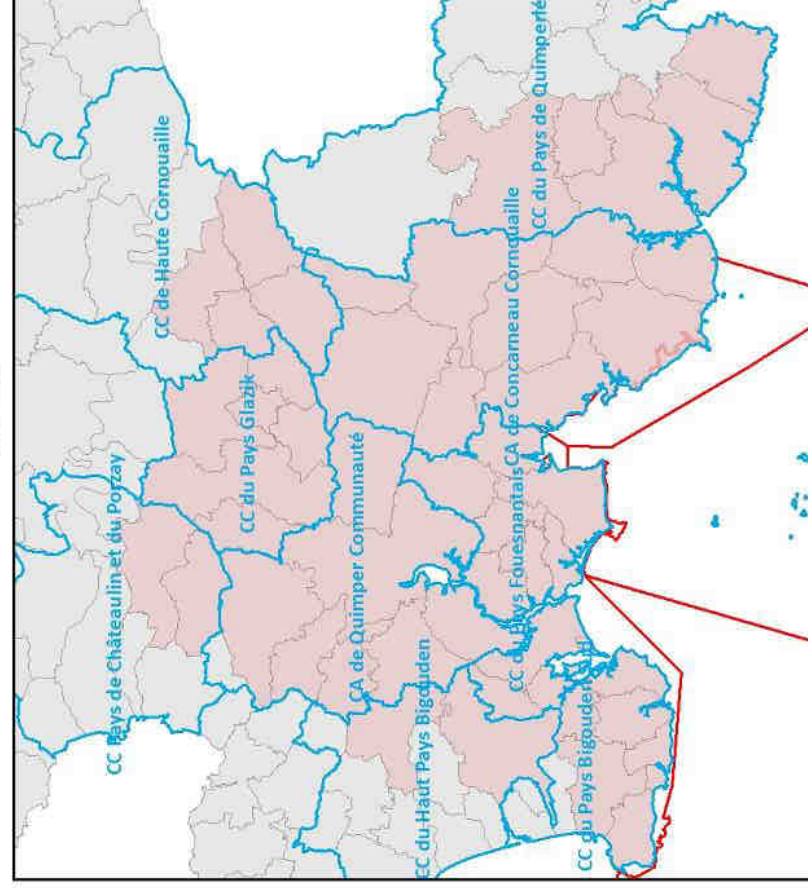 CC Pays de Châteaulin et du Porzay
CC de Haute Cornouaille
CC du Pays Glazik
CA de Quimper Communauté
CC du Haut Pays Bigouden
CC du Pays Fouesnantais
CA de Concarneau Cornouaille
CC du Pays de Quimperlé
CC du Pays Bigouden